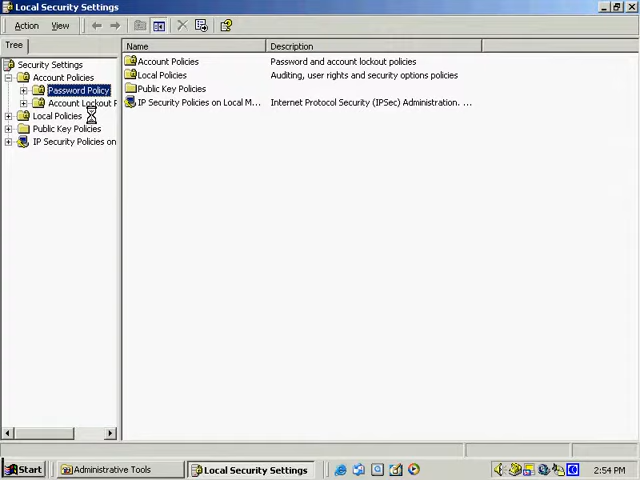 Local Security Settings
Action View
Tree
Name Description
Security Settings
Account Policies
Password Policy
Account Lockout P
Local Policies
Public Key Policies
IP Security Policies on
Account Policies Password and account lockout policies
Local Policies Auditing, user rights and security options policies
Public Key Policies
IP Security Policies on Local M... Internet Protocol Security (IPSec) Administration. ...
Start Administrative Tools Local Security Settings 2:54 PM